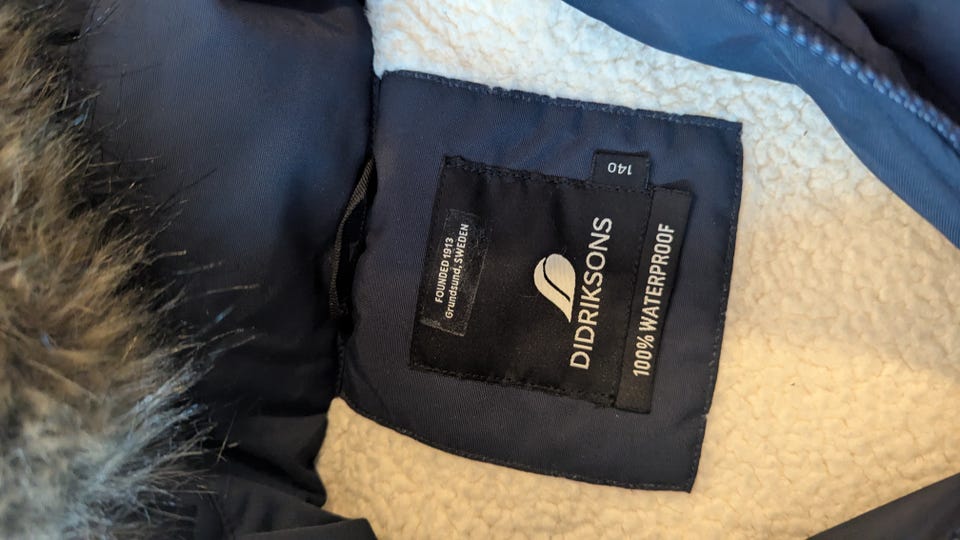 FOUNDED 1913
Grundsund, SWEDEN
DIDRIKSONS
100% WATERPROOF
140